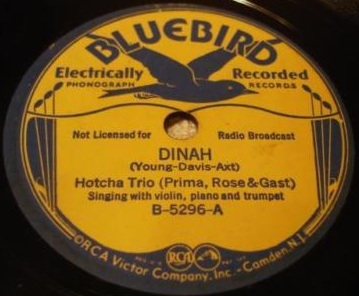 BLUEBIRD
Electrically Recorded
PHONOGRAPH RECORDS
Not Licensed for Radio Broadcast
DINAH
(Young-Davis-Axt)
Hotcha Trio (Prima, Rose & Gast)
Singing with violin, piano and trumpet
B-5296-A
RCA Victor Company, Inc. - Camden, N.J.
RCA